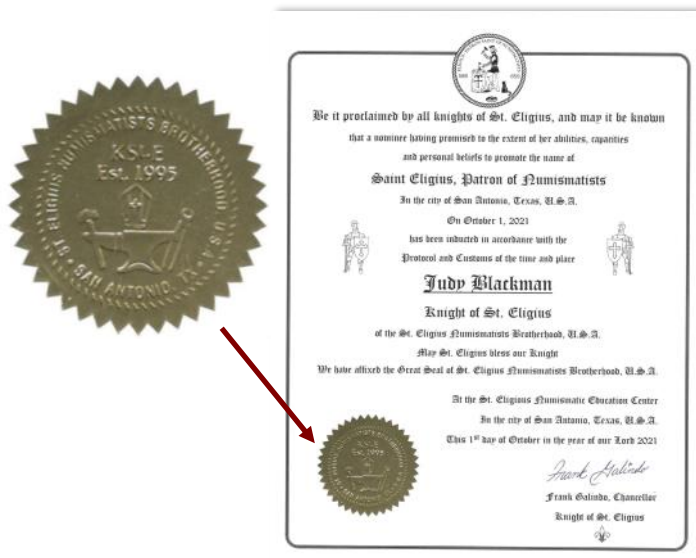 ST. ELIGIUS NUMISMATISTS BROTHERHOOD U.S.A.
KSLE
Est. 1995
SAN ANTONIO, TX
Be it proclaimed by all knights of St. Eligius, and may it be known
that a nominee having promised to the extent of her abilities, capacities
and personal beliefs to promote the name of
Saint Eligius, Patron of Numismatists
In the city of San Antonio, Texas, U.S.A.
On October 1, 2021
has been inducted in accordance with the
Protocol and Customs of the time and place
Judy Blackman
Knight of St. Eligius
of the St. Eligius Numismatists Brotherhood, U.S.A.
May St. Eligius bless our Knight
We have affixed the Great Seal of St. Eligius Numismatists Brotherhood, U.S.A.
At the St. Eligious Numismatic Education Center
In the city of San Antonio, Texas, U.S.A.
This 1st day of October in the year of our Lord 2021
KSLE
Est. 1995
Frank Galindo
Frank Galindo, Chancellor
Knight of St. Eligius